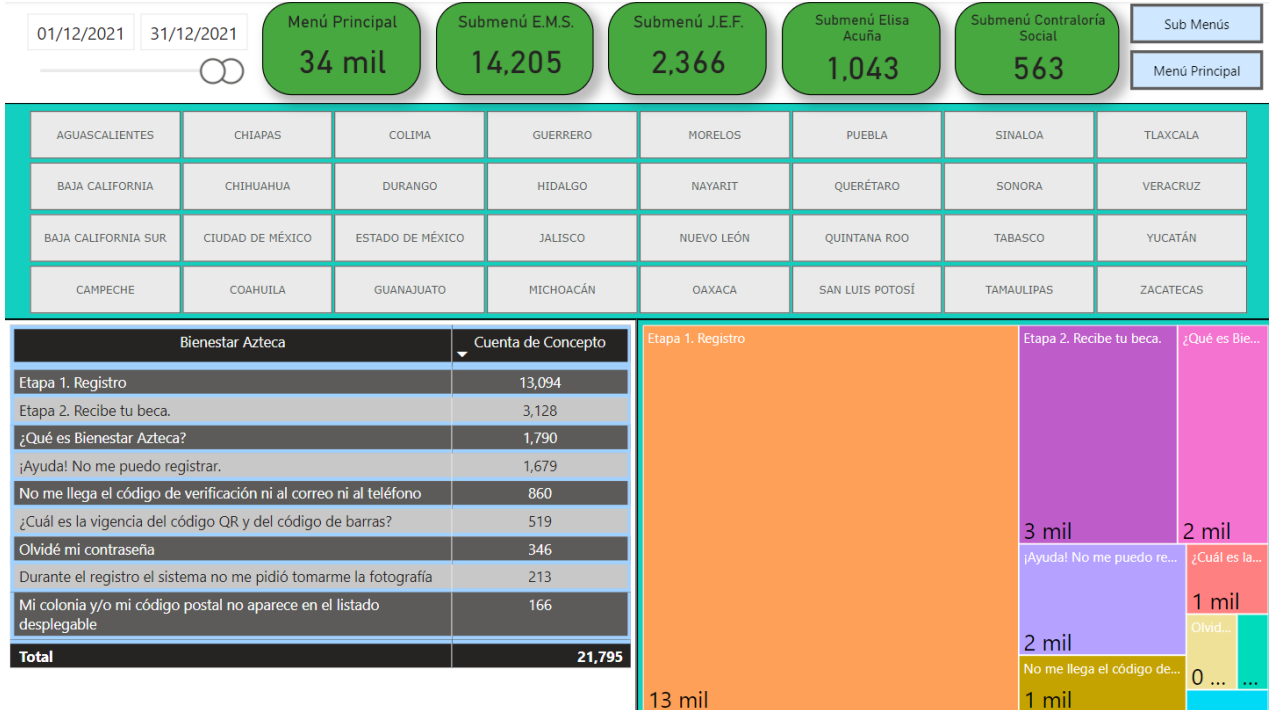 01/12/2021 31/12/2021
Menú Principal
34 mil
Submenú E.M.S.
14,205
Submenú J.E.F.
2,366
Submenú Elisa
Acuña
1,043
Submenú Contraloría
Social
563
Sub Menús
Menú Principal
AGUASCALIENTES CHIAPAS COLIMA GUERRERO MORELOS PUEBLA SINALOA TLAXCALA
BAJA CALIFORNIA CHIHUAHUA DURANGO HIDALGO NAYARIT QUERÉTARO SONORA VERACRUZ
BAJA CALIFORNIA SUR CIUDAD DE MÉXICO ESTADO DE MÉXICO JALISCO NUEVO LEÓN QUINTANA ROO TABASCO YUCATÁN
CAMPECHE COAHUILA GUANAJUATO MICHOACÁN OAXACA SAN LUIS POTOSÍ TAMAULIPAS ZACATECAS
Bienestar Azteca Cuenta de Concepto
Etapa 1. Registro 13,094
Etapa 2. Recibe tu beca. 3,128
¿Qué es Bienestar Azteca? 1,790
¡Ayuda! No me puedo registrar. 1,679
No me llega el código de verificación ni al correo ni al teléfono 860
¿Cuál es la vigencia del código QR y del código de barras? 519
Olvidé mi contraseña 346
Durante el registro el sistema no me pidió tomarme la fotografía 213
Mi colonia y/o mi código postal no aparece en el listado
desplegable 166
Total 21,795
Etapa 1. Registro
13 mil
Etapa 2. Recibe tu beca.
3 mil
¿Qué es Bie...
2 mil
¡Ayuda! No me puedo re...
2 mil
¿Cuál es la...
1 mil
No me llega el código de...
1 mil
Olvid...
0 ...
...